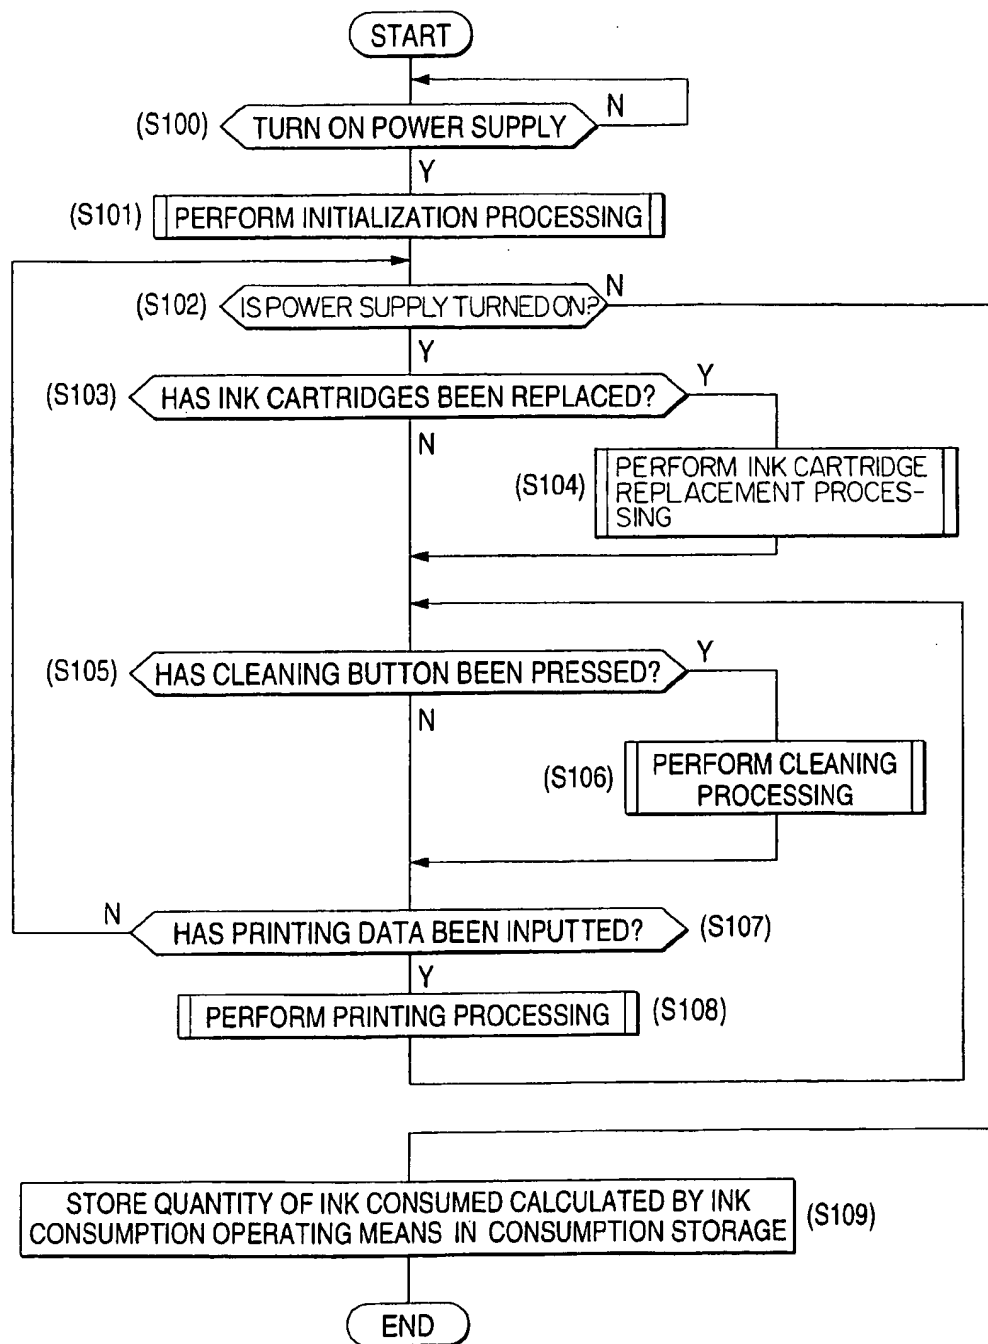 START
N
(S100) TURN ON POWER SUPPLY
Y
(S101) PERFORM INITIALIZATION PROCESSING
N
(S102) IS POWER SUPPLY TURNED ON?
Y
Y
(S103) HAS INK CARTRIDGES BEEN REPLACED?
N
PERFORM INK CARTRIDGE
(S104) REPLACEMENT PROCES-
SING
Y
(S105) HAS CLEANING BUTTON BEEN PRESSED?
N
PERFORM CLEANING
(S106) PROCESSING
N
HAS PRINTING DATA BEEN INPUTTED? (S107)
Y
PERFORM PRINTING PROCESSING (S108)
STORE QUANTITY OF INK CONSUMED CALCULATED BY INK
CONSUMPTION OPERATING MEANS IN CONSUMPTION STORAGE (S109)
END